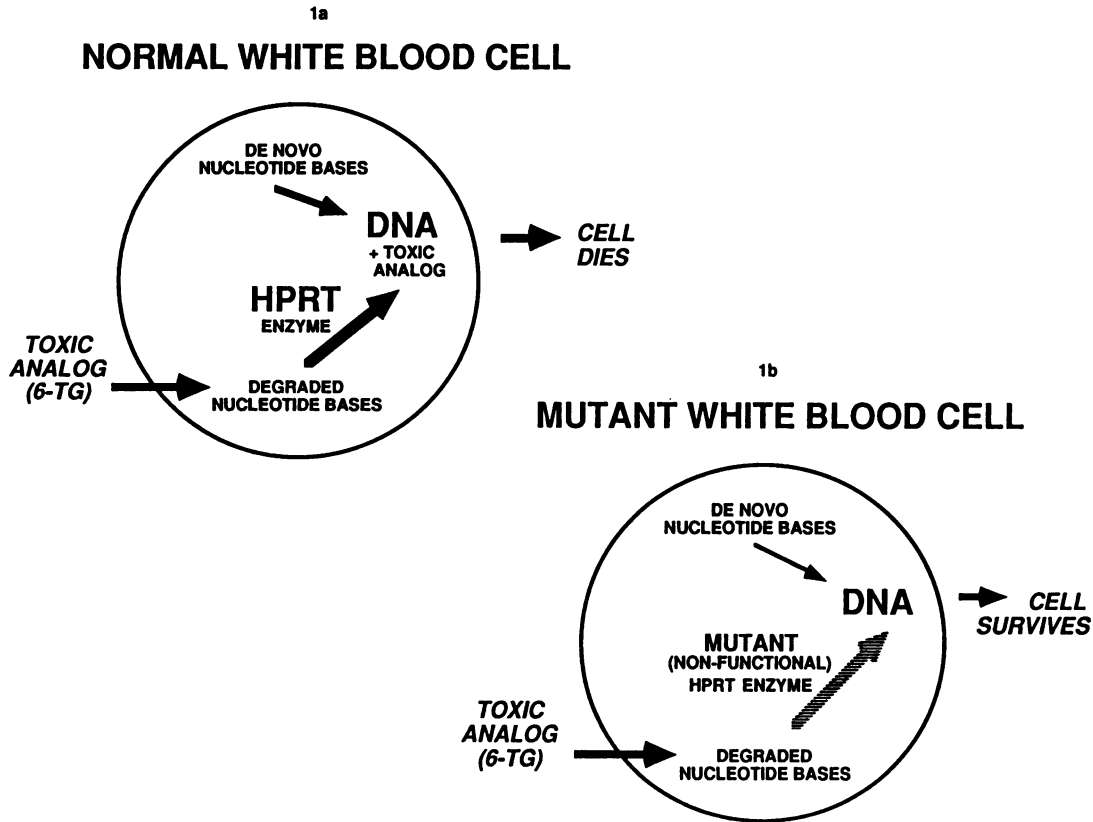 1a
NORMAL WHITE BLOOD CELL
DE NOVO
NUCLEOTIDE BASES
DNA
+ TOXIC
ANALOG
CELL
DIES
HPRT
ENZYME
TOXIC
ANALOG
(6-TG)
DEGRADED
NUCLEOTIDE BASES
1b
MUTANT WHITE BLOOD CELL
DE NOVO
NUCLEOTIDE BASES
DNA
CELL
SURVIVES
MUTANT
(NON-FUNCTIONAL)
HPRT ENZYME
TOXIC
ANALOG
(6-TG)
DEGRADED
NUCLEOTIDE BASES